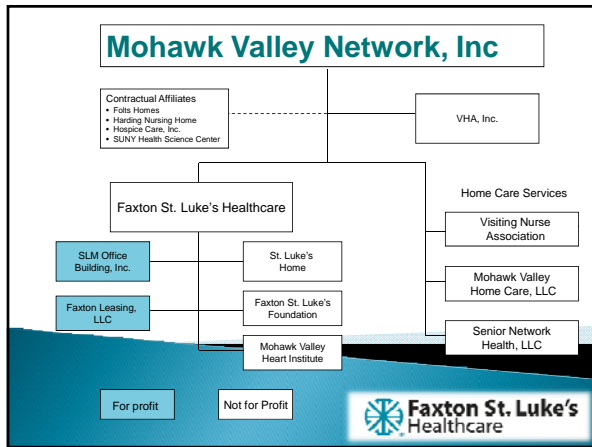 Mohawk Valley Network, Inc
Contractual Affiliates
• Folts Homes
• Harding Nursing Home
• Hospice Care, Inc.
• SUNY Health Science Center
VHA, Inc.
Faxton St. Luke's Healthcare
Home Care Services
SLM Office
Building, Inc.
St. Luke's
Home
Visiting Nurse
Association
Faxton Leasing,
LLC
Faxton St. Luke's
Foundation
Mohawk Valley
Home Care, LLC
Mohawk Valley
Heart Institute
Senior Network
Health, LLC
For profit
Not for Profit
Faxton St. Luke's
Healthcare